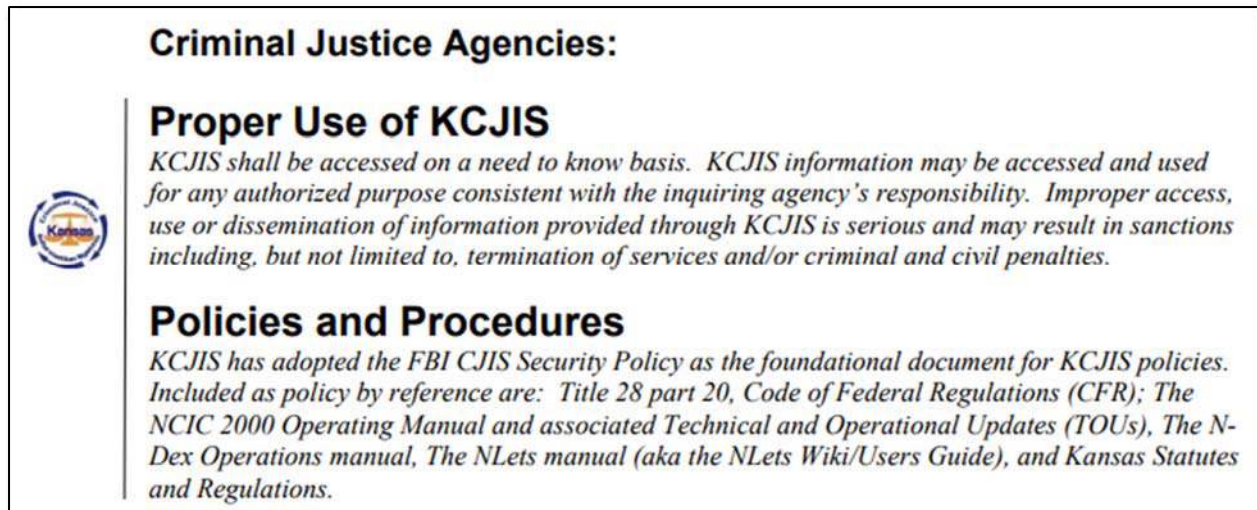 Criminal Justice Agencies:
Proper Use of KCJIS
KCJIS shall be accessed on a need to know basis.  KCJIS information may be accessed and used
for any authorized purpose consistent with the inquiring agency's responsibility.  Improper access,
use or dissemination of information provided through KCJIS is serious and may result in sanctions
including, but not limited to, termination of services and/or criminal and civil penalties.
Criminal Justice
Kansas
Policies and Procedures
KCJIS has adopted the FBI CJIS Security Policy as the foundational document for KCJIS policies.
Included as policy by reference are:  Title 28 part 20, Code of Federal Regulations (CFR); The
NCIC 2000 Operating Manual and associated Technical and Operational Updates (TOUs), The N-
Dex Operations manual, The NLets manual (aka the NLets Wiki/Users Guide), and Kansas Statutes
and Regulations.